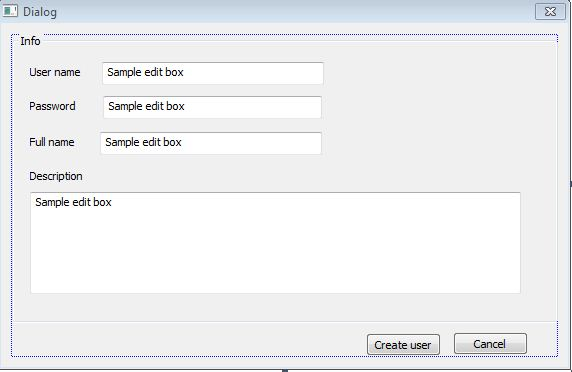 Dialog
Info
User name Sample edit box
Password Sample edit box
Full name Sample edit box
Description
Sample edit box
Create user Cancel